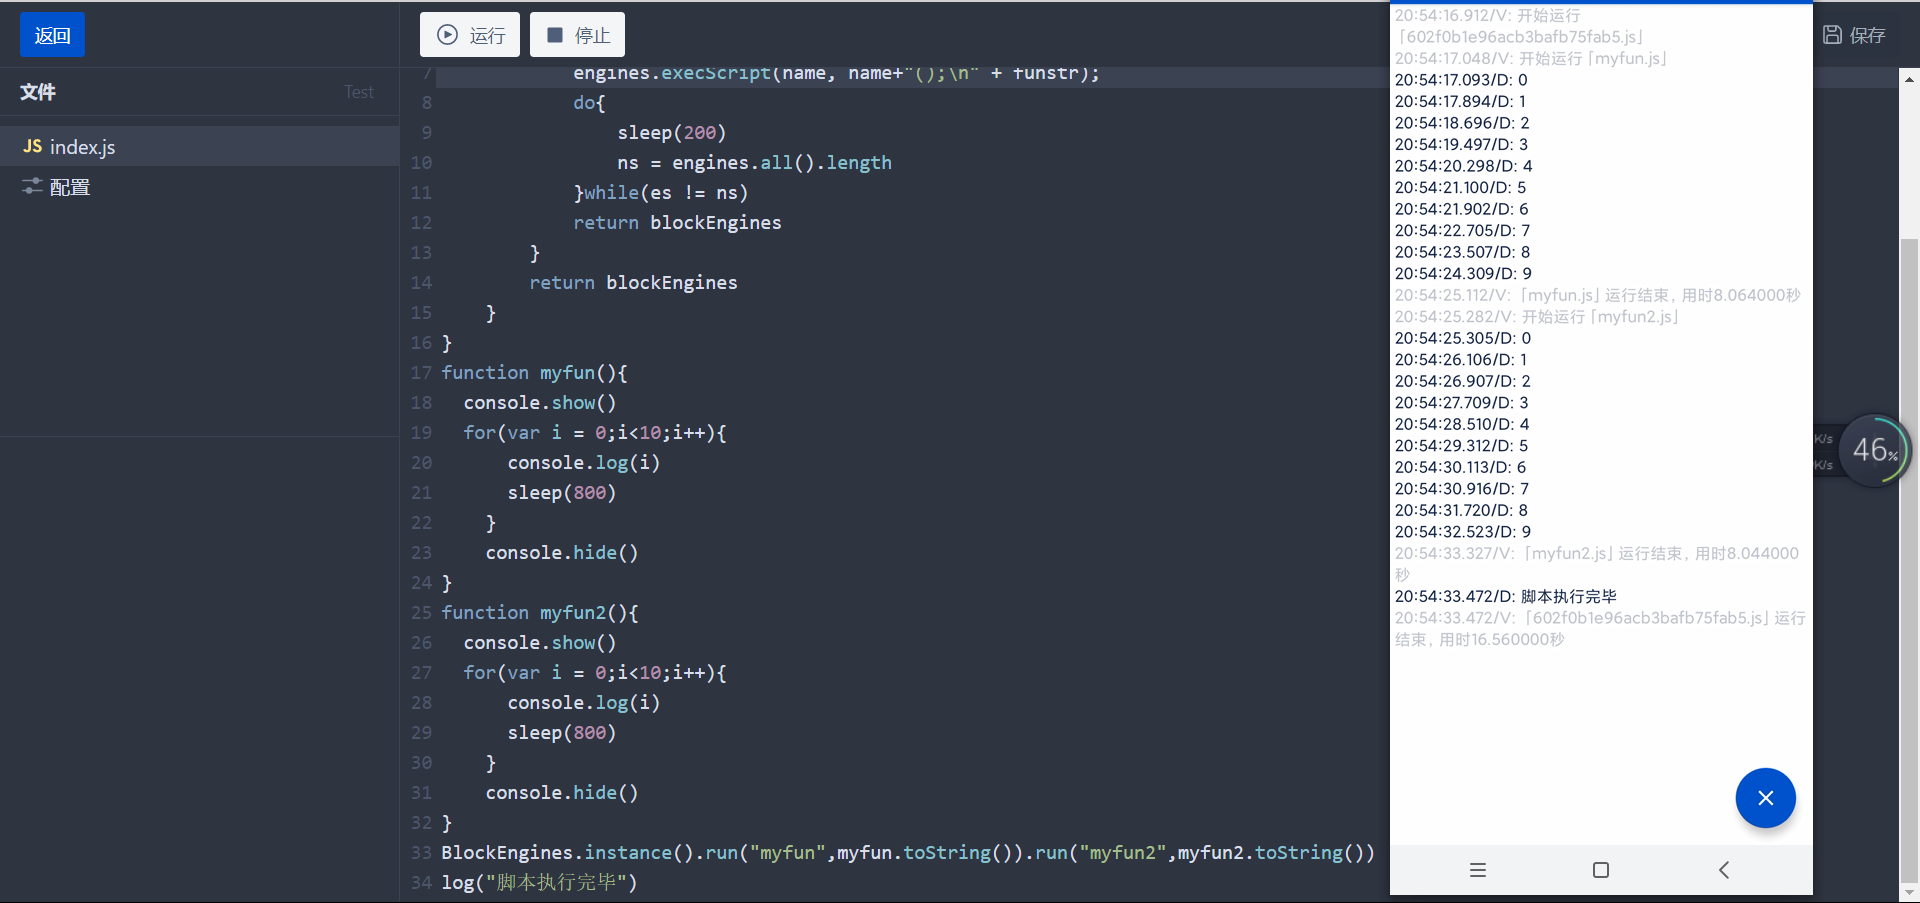 返回
运行
停止
保存
文件
Test
JS index.js
配置
7 engines.execScript(name, name+"();\n" + funstr);
8 do{
9 sleep(200)
10 ns = engines.all().length
11 }while(es != ns)
12 return blockEngines
13 }
14 return blockEngines
15 }
16 }
17 function myfun(){
18 console.show()
19 for(var i = 0;i<10;i++){
20 console.log(i)
21 sleep(800)
22 }
23 console.hide()
24 }
25 function myfun2(){
26 console.show()
27 for(var i = 0;i<10;i++){
28 console.log(i)
29 sleep(800)
30 }
31 console.hide()
32 }
33 BlockEngines.instance().run("myfun",myfun.toString()).run("myfun2",myfun2.toString())
34 log("脚本执行完毕")
20:54:16.912/V: 开始运行
「602f0b1e96acb3bafb75fab5.js」
20:54:17.048/V: 开始运行「myfun.js」
20:54:17.093/D: 0
20:54:17.894/D: 1
20:54:18.696/D: 2
20:54:19.497/D: 3
20:54:20.298/D: 4
20:54:21.100/D: 5
20:54:21.902/D: 6
20:54:22.705/D: 7
20:54:23.507/D: 8
20:54:24.309/D: 9
20:54:25.112/V:「myfun.js」运行结束, 用时8.064000秒
20:54:25.282/V: 开始运行「myfun2.js」
20:54:25.305/D: 0
20:54:26.106/D: 1
20:54:26.907/D: 2
20:54:27.709/D: 3
20:54:28.510/D: 4
20:54:29.312/D: 5
20:54:30.113/D: 6
20:54:30.916/D: 7
20:54:31.720/D: 8
20:54:32.523/D: 9
20:54:33.327/V:「myfun2.js」运行结束, 用时8.044000
秒
20:54:33.472/D: 脚本执行完毕
20:54:33.472/V:「602f0b1e96acb3bafb75fab5.js」运行
结束, 用时16.560000秒
K/s
K/s
46%